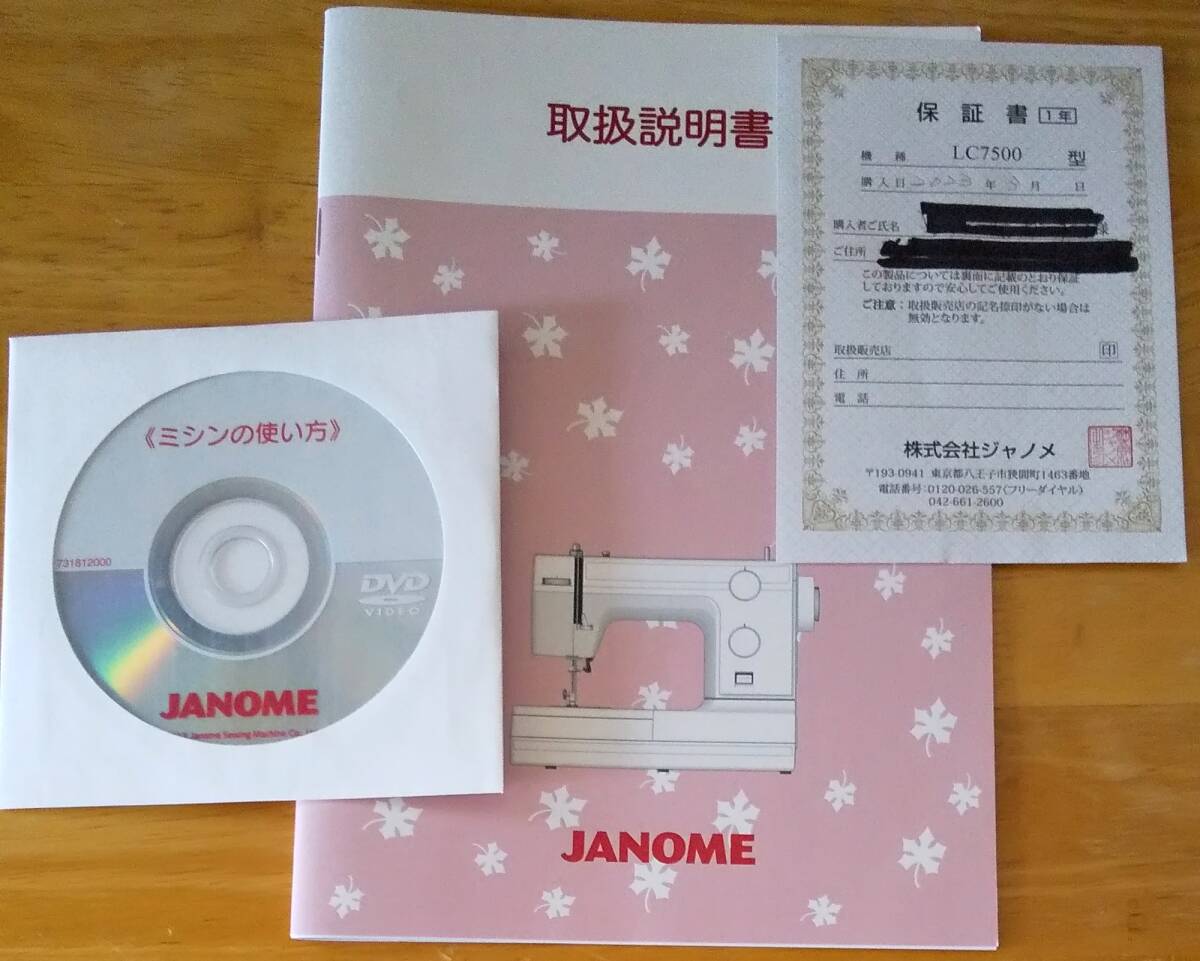 取扱説明書
JANOME
保証書 1年
機種 LC7500 型
購入日 年 月 日
購入者ご氏名 様
ご住所
この製品については裏面に記載のとおり保証
しておりますので安心してご使用ください。
ご注意：取扱販売店の記名捺印がない場合は
無効となります。
取扱販売店 印
住所
電話
株式会社ジャノメ
〒193-0941 東京都八王子市狭間町1463番地
電話番号：0120-026-557（フリーダイヤル）
042-661-2600
《ミシンの使い方》
731812000
DVD
VIDEO
JANOME
Janome Sewing Machine Co.